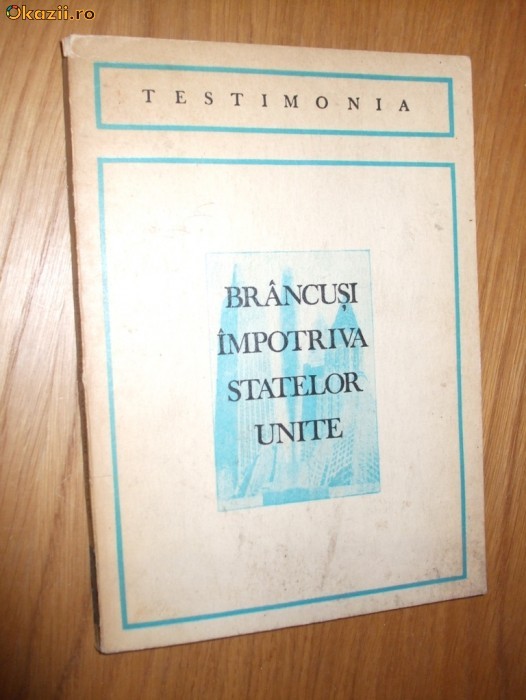 Okazii.ro
TESTIMONIA
BRÂNCUȘI
ÎMPOTRIVA
STATELOR
UNITE